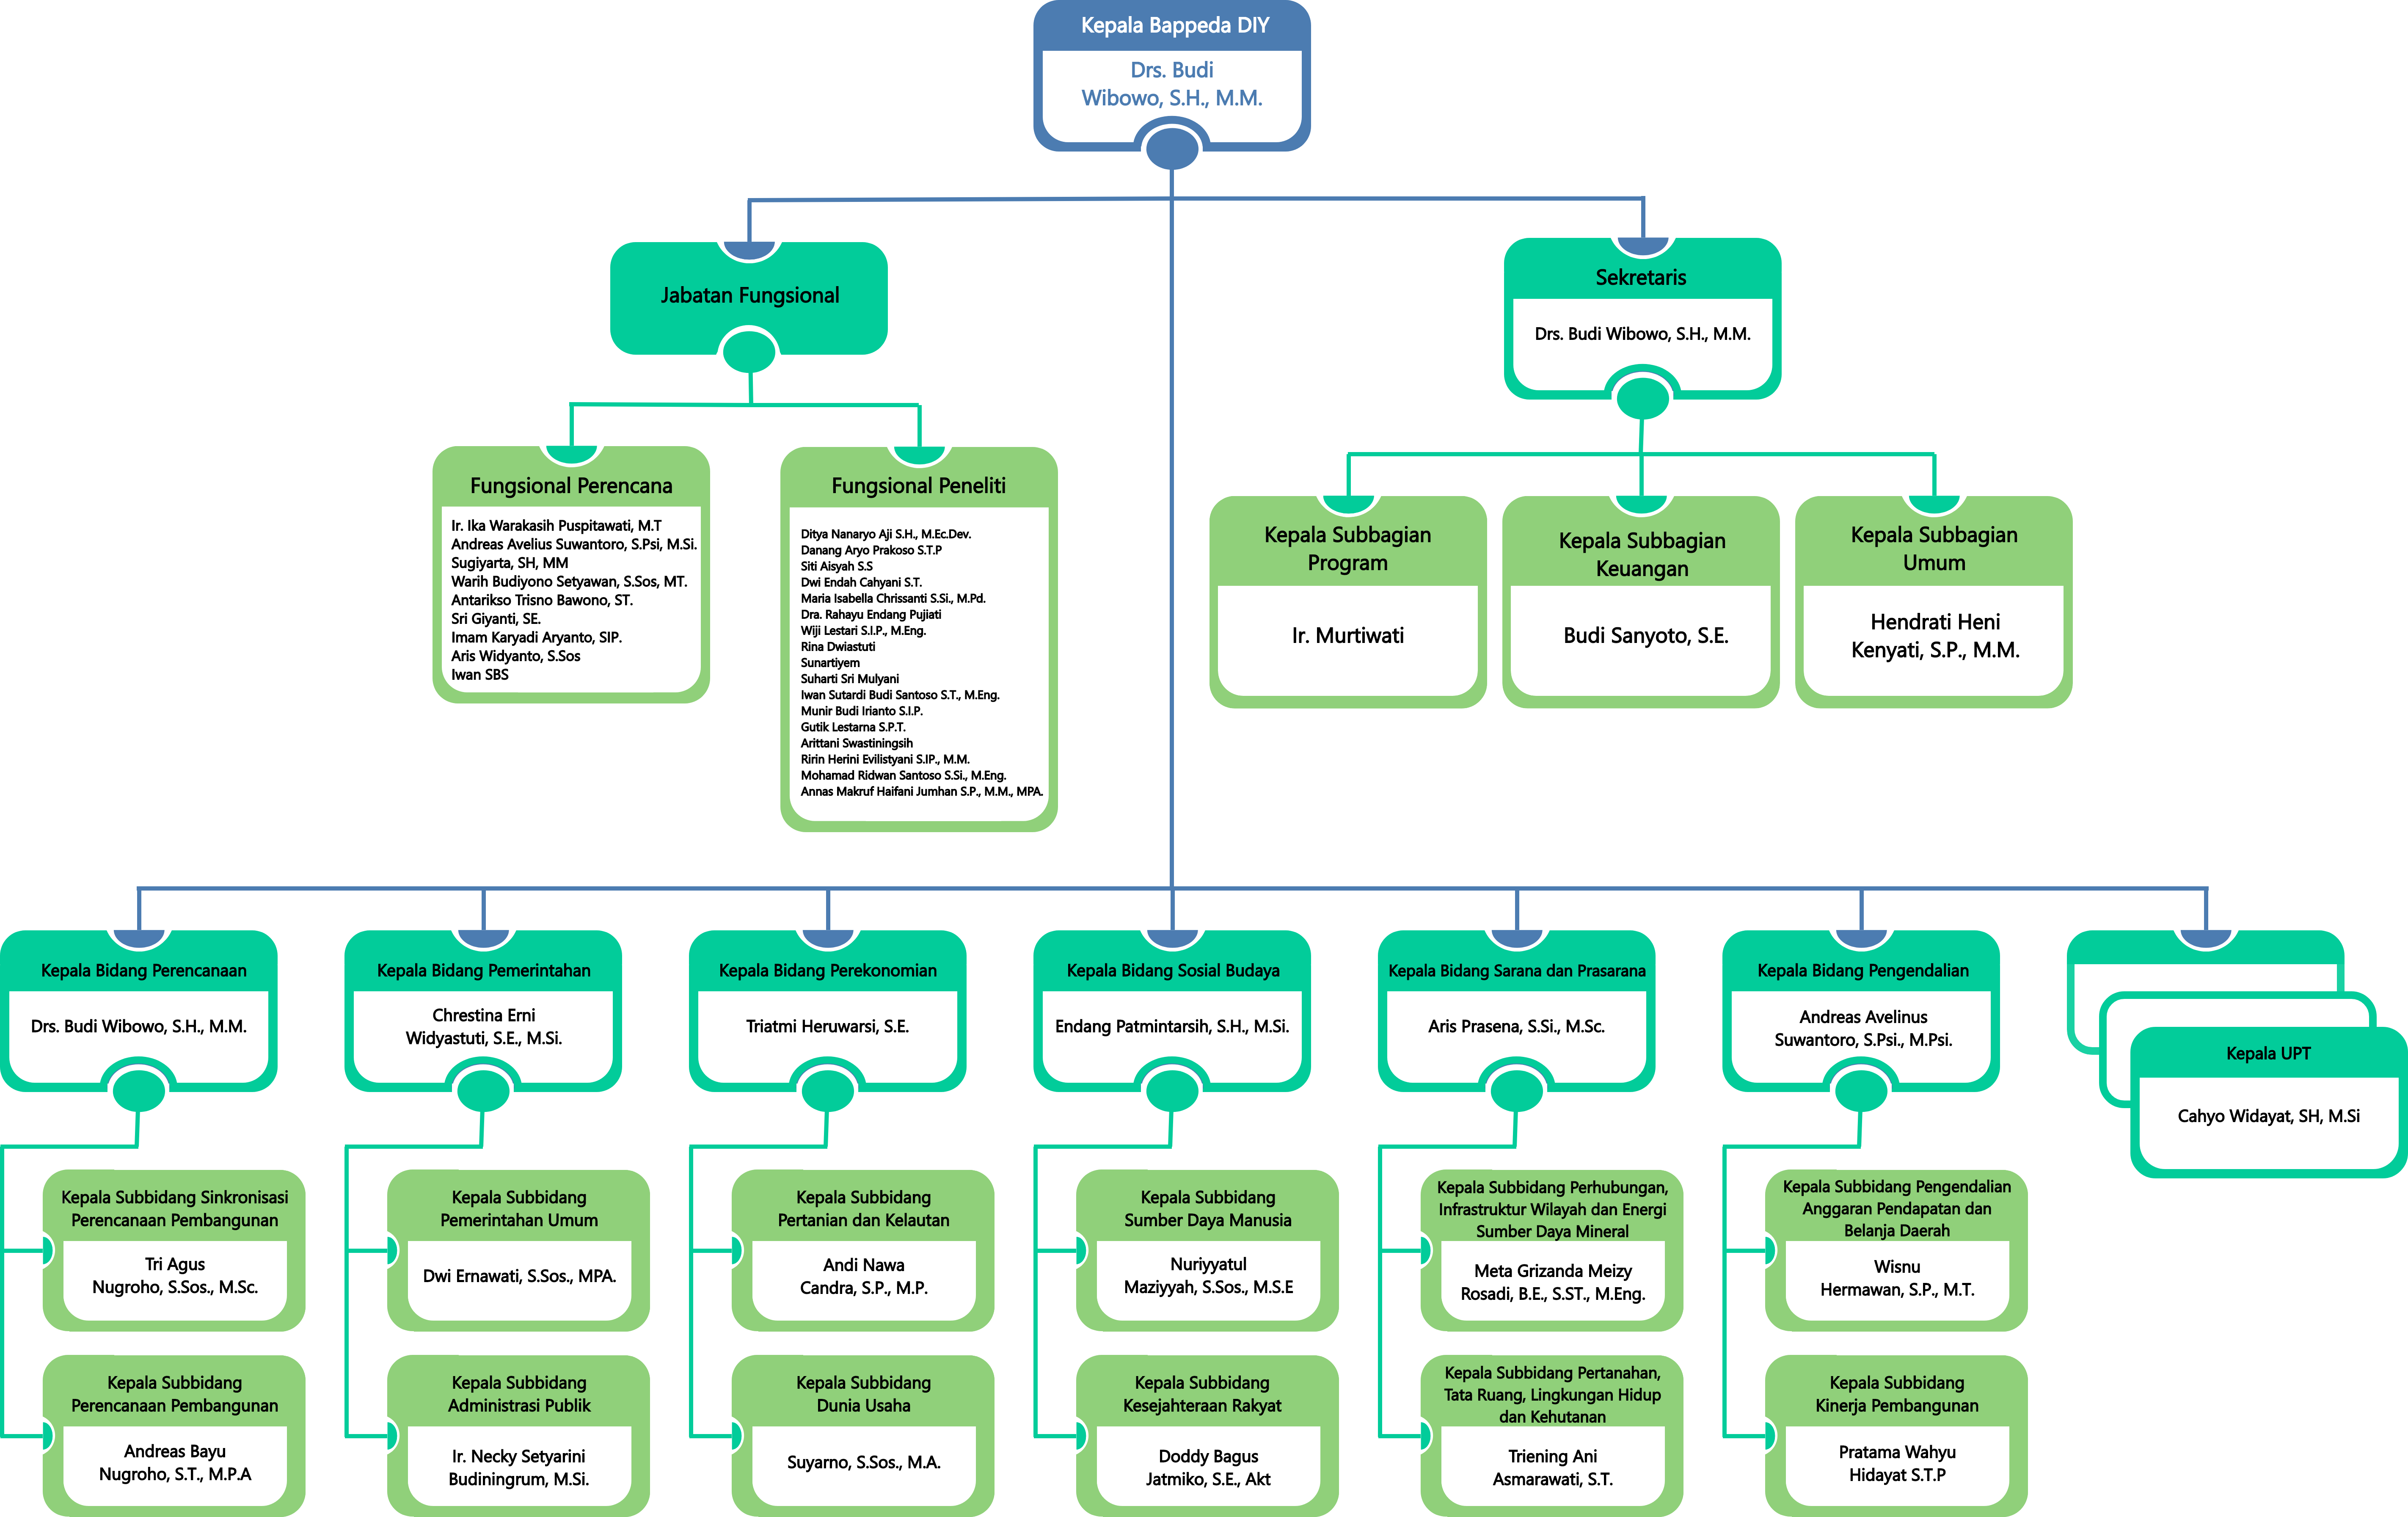 Kepala Bappeda DIY
Drs. Budi
Wibowo, S.H., M.M.
Jabatan Fungsional
Sekretaris
Drs. Budi Wibowo, S.H., M.M.
Fungsional Perencana
Ir. Ika Warakasih Puspitawati, M.T
Andreas Avelius Suwantoro, S.Psi, M.Si.
Sugiyarta, SH, MM
Warih Budiyono Setyawan, S.Sos, MT.
Antarikso Trisno Bawono, ST.
Sri Giyanti, SE.
Imam Karyadi Aryanto, SIP.
Aris Widyanto, S.Sos
Iwan SBS
Fungsional Peneliti
Ditya Nanaryo Aji S.H., M.Ec.Dev.
Danang Aryo Prakoso S.T.P
Siti Aisyah S.S
Dwi Endah Cahyani S.T.
Maria Isabella Chrissanti S.Si., M.Pd.
Dra. Rahayu Endang Pujiati
Wiji Lestari S.I.P., M.Eng.
Rina Dwiastuti
Sunartiyem
Suharti Sri Mulyani
Iwan Sutardi Budi Santoso S.T., M.Eng.
Munir Budi Irianto S.I.P.
Gutik Lestarna S.P.T.
Arittani Swastiningsih
Ririn Herini Evilistyani S.IP., M.M.
Mohamad Ridwan Santoso S.Si., M.Eng.
Annas Makruf Haifani Jumhan S.P., M.M., MPA.
Kepala Subbagian
Program
Ir. Murtiwati
Kepala Subbagian
Keuangan
Budi Sanyoto, S.E.
Kepala Subbagian
Umum
Hendrati Heni
Kenyati, S.P., M.M.
Kepala Bidang Perencanaan
Drs. Budi Wibowo, S.H., M.M.
Kepala Bidang Pemerintahan
Chrestina Erni
Widyastuti, S.E., M.Si.
Kepala Bidang Perekonomian
Triatmi Heruwarsi, S.E.
Kepala Bidang Sosial Budaya
Endang Patmintarsih, S.H., M.Si.
Kepala Bidang Sarana dan Prasarana
Aris Prasena, S.Si., M.Sc.
Kepala Bidang Pengendalian
Andreas Avelinus
Suwantoro, S.Psi., M.Psi.
Kepala UPT
Cahyo Widayat, SH, M.Si
Kepala Subbidang Sinkronisasi
Perencanaan Pembangunan
Tri Agus
Nugroho, S.Sos., M.Sc.
Kepala Subbidang
Pemerintahan Umum
Dwi Ernawati, S.Sos., MPA.
Kepala Subbidang
Pertanian dan Kelautan
Andi Nawa
Candra, S.P., M.P.
Kepala Subbidang
Sumber Daya Manusia
Nuriyyatul
Maziyyah, S.Sos., M.S.E
Kepala Subbidang Perhubungan,
Infrastruktur Wilayah dan Energi
Sumber Daya Mineral
Meta Grizanda Meizy
Rosadi, B.E., S.ST., M.Eng.
Kepala Subbidang Pengendalian
Anggaran Pendapatan dan
Belanja Daerah
Wisnu
Hermawan, S.P., M.T.
Kepala Subbidang
Perencanaan Pembangunan
Andreas Bayu
Nugroho, S.T., M.P.A
Kepala Subbidang
Administrasi Publik
Ir. Necky Setyarini
Budiningrum, M.Si.
Kepala Subbidang
Dunia Usaha
Suyarno, S.Sos., M.A.
Kepala Subbidang
Kesejahteraan Rakyat
Doddy Bagus
Jatmiko, S.E., Akt
Kepala Subbidang Pertanahan,
Tata Ruang, Lingkungan Hidup
dan Kehutanan
Triening Ani
Asmarawati, S.T.
Kepala Subbidang
Kinerja Pembangunan
Pratama Wahyu
Hidayat S.T.P